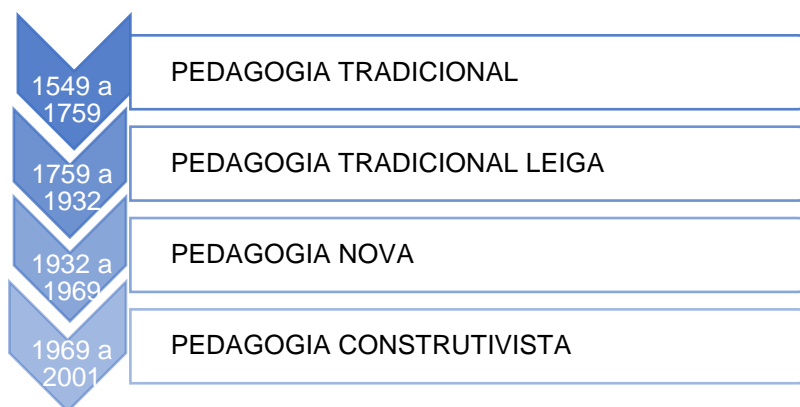 1549 a
1759
PEDAGOGIA TRADICIONAL
1759 a
1932
PEDAGOGIA TRADICIONAL LEIGA
1932 a
1969
PEDAGOGIA NOVA
1969 a
2001
PEDAGOGIA CONSTRUTIVISTA